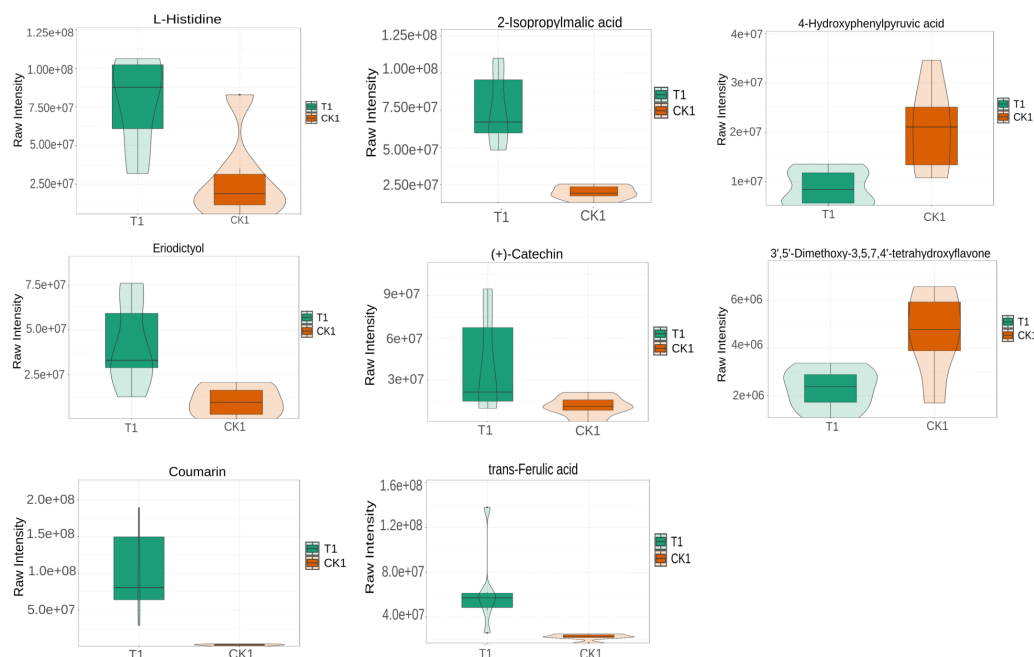 L-Histidine
Raw Intensity
1.25e+08
1.00e+08
7.50e+07
5.00e+07
2.50e+07
T1
CK1
T1
CK1
2-Isopropylmalic acid
Raw Intensity
1.25e+08
1.00e+08
7.50e+07
5.00e+07
2.50e+07
T1
CK1
T1
CK1
4-Hydroxyphenylpyruvic acid
Raw Intensity
4e+07
3e+07
2e+07
1e+07
T1
CK1
T1
CK1
Eriodictyol
Raw Intensity
7.5e+07
5.0e+07
2.5e+07
T1
CK1
T1
CK1
(+)-Catechin
Raw Intensity
9e+07
6e+07
3e+07
T1
CK1
T1
CK1
3',5'-Dimethoxy-3,5,7,4'-tetrahydroxyflavone
Raw Intensity
6e+06
4e+06
2e+06
T1
CK1
T1
CK1
Coumarin
Raw Intensity
2.0e+08
1.5e+08
1.0e+08
5.0e+07
T1
CK1
T1
CK1
trans-Ferulic acid
Raw Intensity
1.6e+08
1.2e+08
8.0e+07
4.0e+07
T1
CK1
T1
CK1